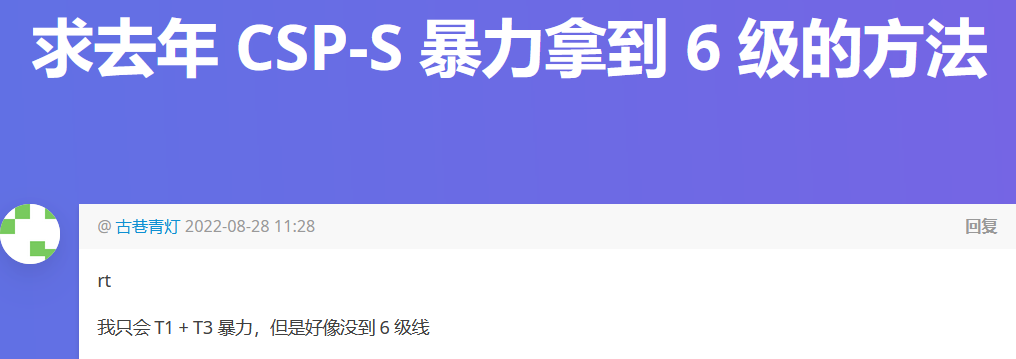 求去年 CSP-S 暴力拿到 6 级的方法
@ 古巷青灯 2022-08-28 11:28 回复
rt
我只会 T1 + T3 暴力，但是好像没到 6 级线